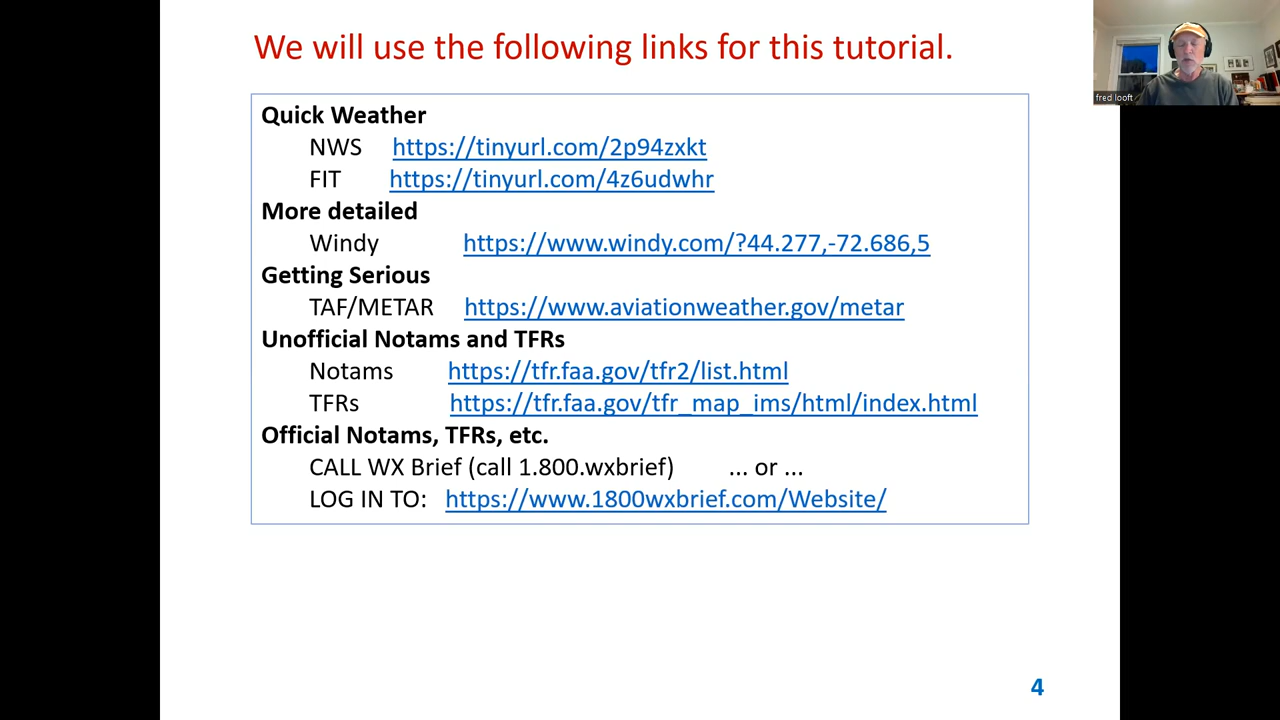 We will use the following links for this tutorial.
fred looft
Quick Weather
NWS https://tinyurl.com/2p94zxkt
FIT https://tinyurl.com/4z6udwhr
More detailed
Windy https://www.windy.com/?44.277,-72.686,5
Getting Serious
TAF/METAR https://www.aviationweather.gov/metar
Unofficial Notams and TFRs
Notams https://tfr.faa.gov/tfr2/list.html
TFRs https://tfr.faa.gov/tfr_map_ims/html/index.html
Official Notams, TFRs, etc.
CALL WX Brief (call 1.800.wxbrief) ... or ...
LOG IN TO: https://www.1800wxbrief.com/Website/
4